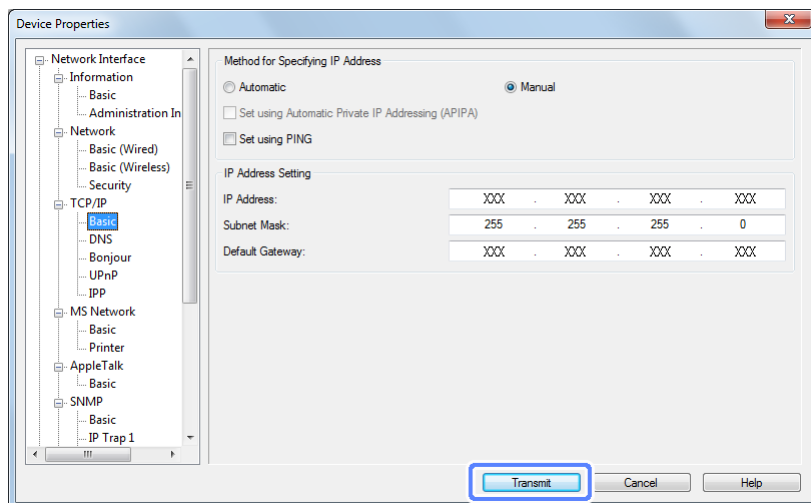 Device Properties
Network Interface
Information
Basic
Administration In
Network
Basic (Wired)
Basic (Wireless)
Security
TCP/IP
Basic
DNS
Bonjour
UPnP
IPP
MS Network
Basic
Printer
AppleTalk
Basic
SNMP
Basic
IP Trap 1
Method for Specifying IP Address
Automatic Manual
Set using Automatic Private IP Addressing (APIPA)
Set using PING
IP Address Setting
IP Address: XXX . XXX . XXX . XXX
Subnet Mask: 255 . 255 . 255 . 0
Default Gateway: XXX . XXX . XXX . XXX
Transmit Cancel Help